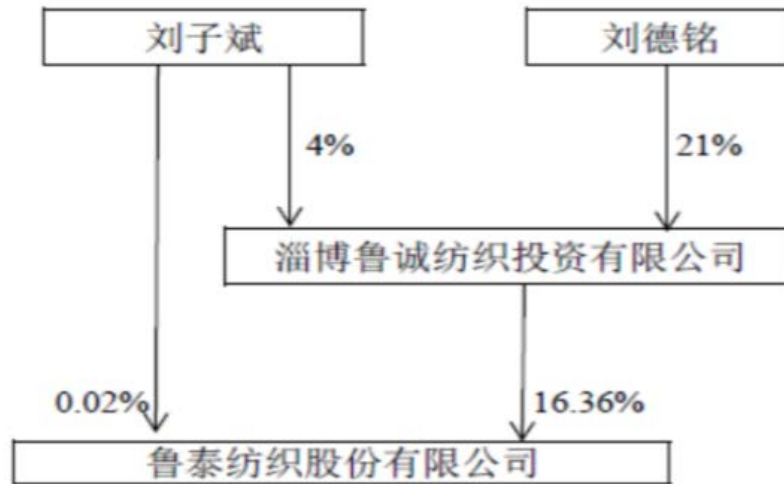 刘子斌
刘德铭
4%
21%
淄博鲁诚纺织投资有限公司
0.02%
16.36%
鲁泰纺织股份有限公司